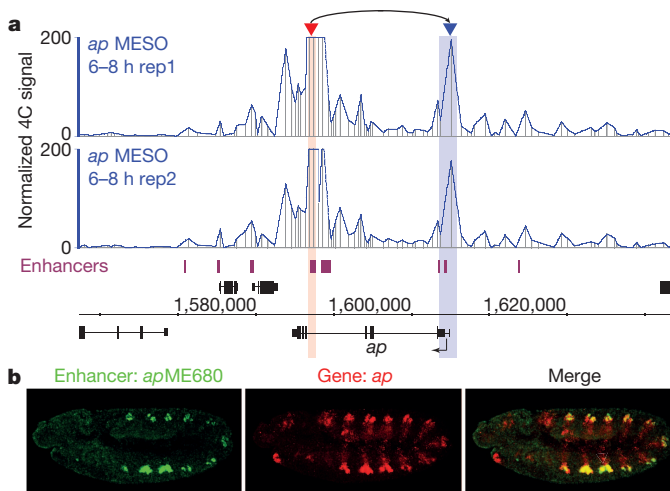 a
200
ap MESO
6–8 h rep1
0
200
ap MESO
6–8 h rep2
0
Normalized 4C signal
Enhancers
1,580,000 1,600,000 1,620,000
ap
b
Enhancer: apME680 Gene: ap Merge